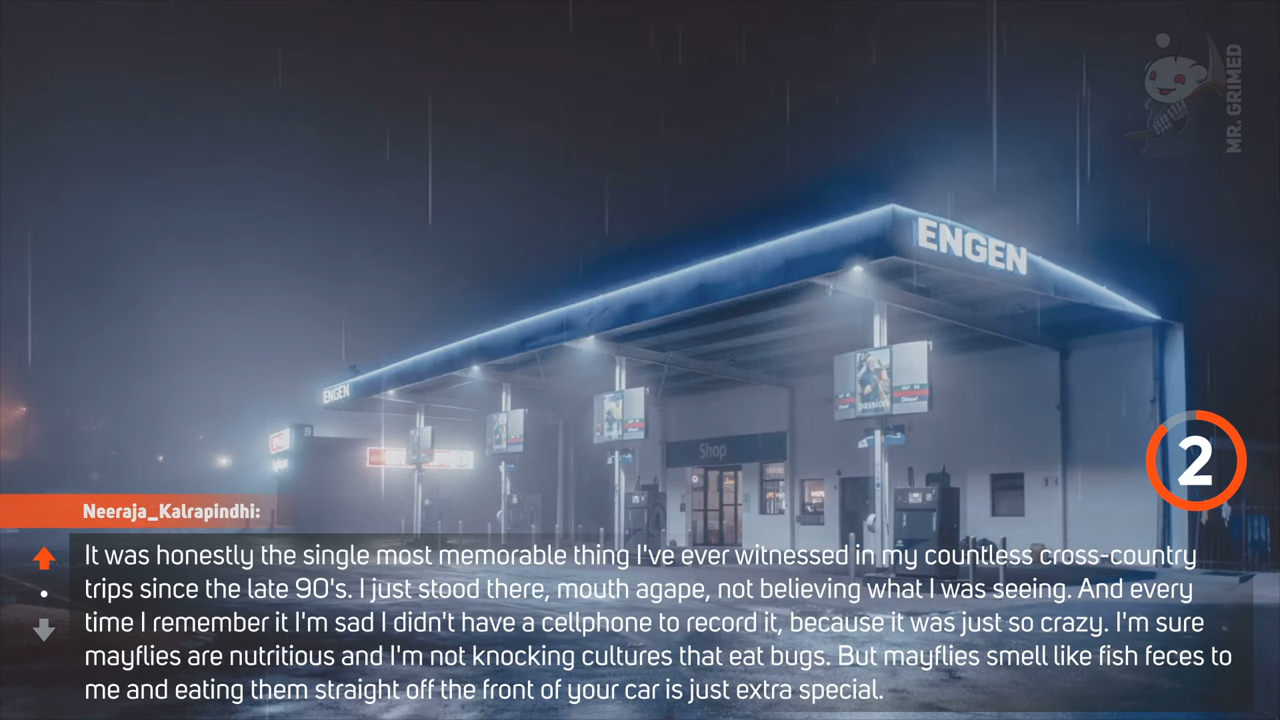 MR. GRIMED
ENGEN
ENGEN
passion
Diesel
Shop
2
Neeraja_Kalrapindhi:
It was honestly the single most memorable thing I've ever witnessed in my countless cross-country
trips since the late 90's. I just stood there, mouth agape, not believing what I was seeing. And every
time I remember it I'm sad I didn't have a cellphone to record it, because it was just so crazy. I'm sure
mayflies are nutritious and I'm not knocking cultures that eat bugs. But mayflies smell like fish feces to
me and eating them straight off the front of your car is just extra special.